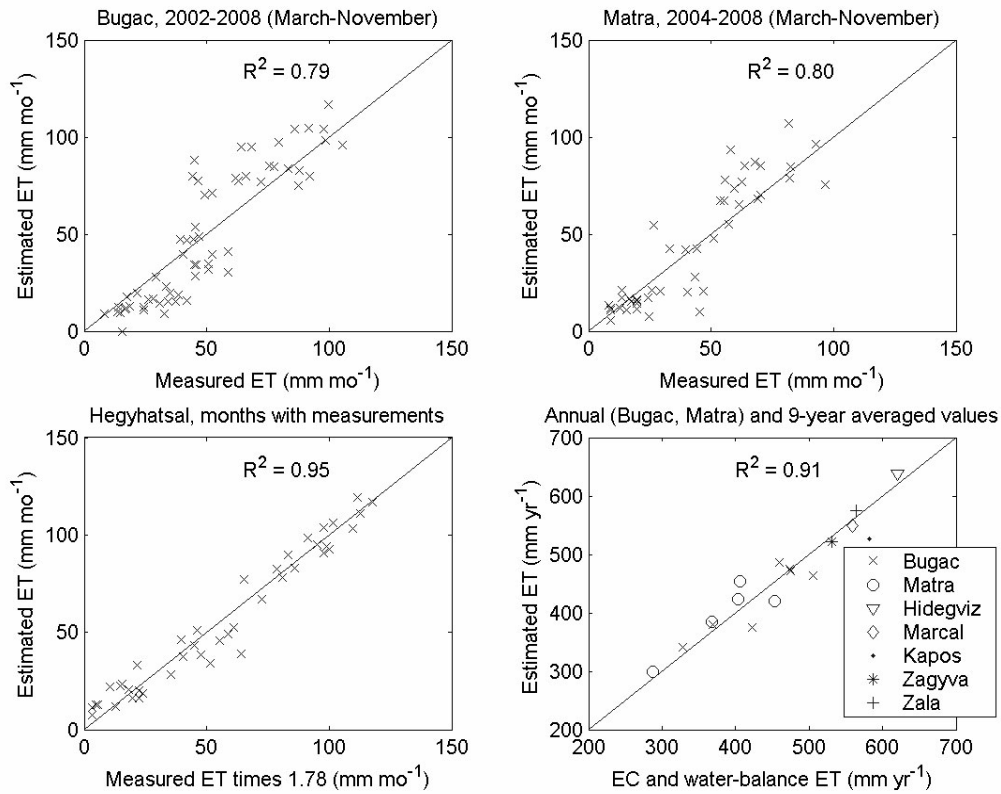 Bugac, 2002-2008 (March-November)
150
100
50
0
Estimated ET (mm mo⁻¹)
R² = 0.79
0 50 100 150
Measured ET (mm mo⁻¹)
Matra, 2004-2008 (March-November)
150
100
50
0
Estimated ET (mm mo⁻¹)
R² = 0.80
0 50 100 150
Measured ET (mm mo⁻¹)
Hegyhatsal, months with measurements
150
100
50
0
Estimated ET (mm mo⁻¹)
R² = 0.95
0 50 100 150
Measured ET times 1.78 (mm mo⁻¹)
Annual (Bugac, Matra) and 9-year averaged values
700
600
500
400
300
200
Estimated ET (mm yr⁻¹)
R² = 0.91
Bugac
Matra
Hidegviz
Marcal
Kapos
Zagyva
Zala
200 300 400 500 600 700
EC and water-balance ET (mm yr⁻¹)